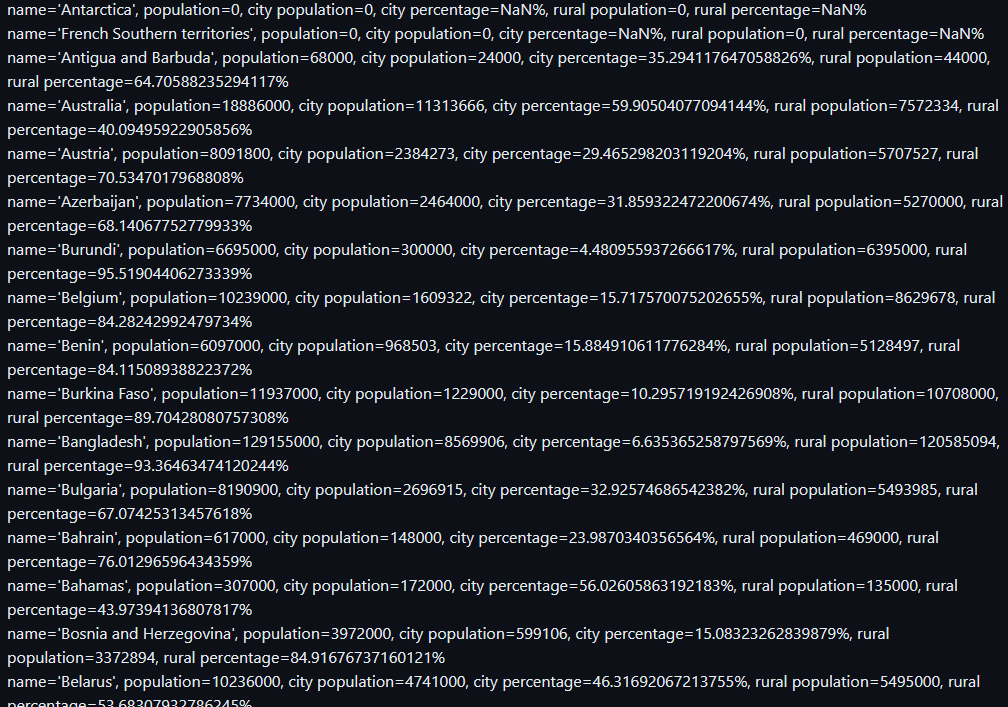 name='Antarctica', population=0, city population=0, city percentage=NaN%, rural population=0, rural percentage=NaN%
name='French Southern territories', population=0, city population=0, city percentage=NaN%, rural population=0, rural percentage=NaN%
name='Antigua and Barbuda', population=68000, city population=24000, city percentage=35.294117647058826%, rural population=44000,
rural percentage=64.70588235294117%
name='Australia', population=18886000, city population=11313666, city percentage=59.90504077094144%, rural population=7572334, rural
percentage=40.09495922905856%
name='Austria', population=8091800, city population=2384273, city percentage=29.465298203119204%, rural population=5707527, rural
percentage=70.5347017968808%
name='Azerbaijan', population=7734000, city population=2464000, city percentage=31.859322472200674%, rural population=5270000, rural
percentage=68.14067752779933%
name='Burundi', population=6695000, city population=300000, city percentage=4.480955937266617%, rural population=6395000, rural
percentage=95.51904406273339%
name='Belgium', population=10239000, city population=1609322, city percentage=15.717570075202655%, rural population=8629678, rural
percentage=84.28242992479734%
name='Benin', population=6097000, city population=968503, city percentage=15.884910611776284%, rural population=5128497, rural
percentage=84.11508938822372%
name='Burkina Faso', population=11937000, city population=1229000, city percentage=10.295719192426908%, rural population=10708000,
rural percentage=89.70428080757308%
name='Bangladesh', population=129155000, city population=8569906, city percentage=6.635365258797569%, rural population=120585094,
rural percentage=93.36463474120244%
name='Bulgaria', population=8190900, city population=2696915, city percentage=32.92574686542382%, rural population=5493985, rural
percentage=67.07425313457618%
name='Bahrain', population=617000, city population=148000, city percentage=23.9870340356564%, rural population=469000, rural
percentage=76.01296596434359%
name='Bahamas', population=307000, city population=172000, city percentage=56.02605863192183%, rural population=135000, rural
percentage=43.97394136807817%
name='Bosnia and Herzegovina', population=3972000, city population=599106, city percentage=15.08323262839879%, rural
population=3372894, rural percentage=84.91676737160121%
name='Belarus', population=10236000, city population=4741000, city percentage=46.31692067213755%, rural population=5495000, rural
percentage=53.68307932786245%